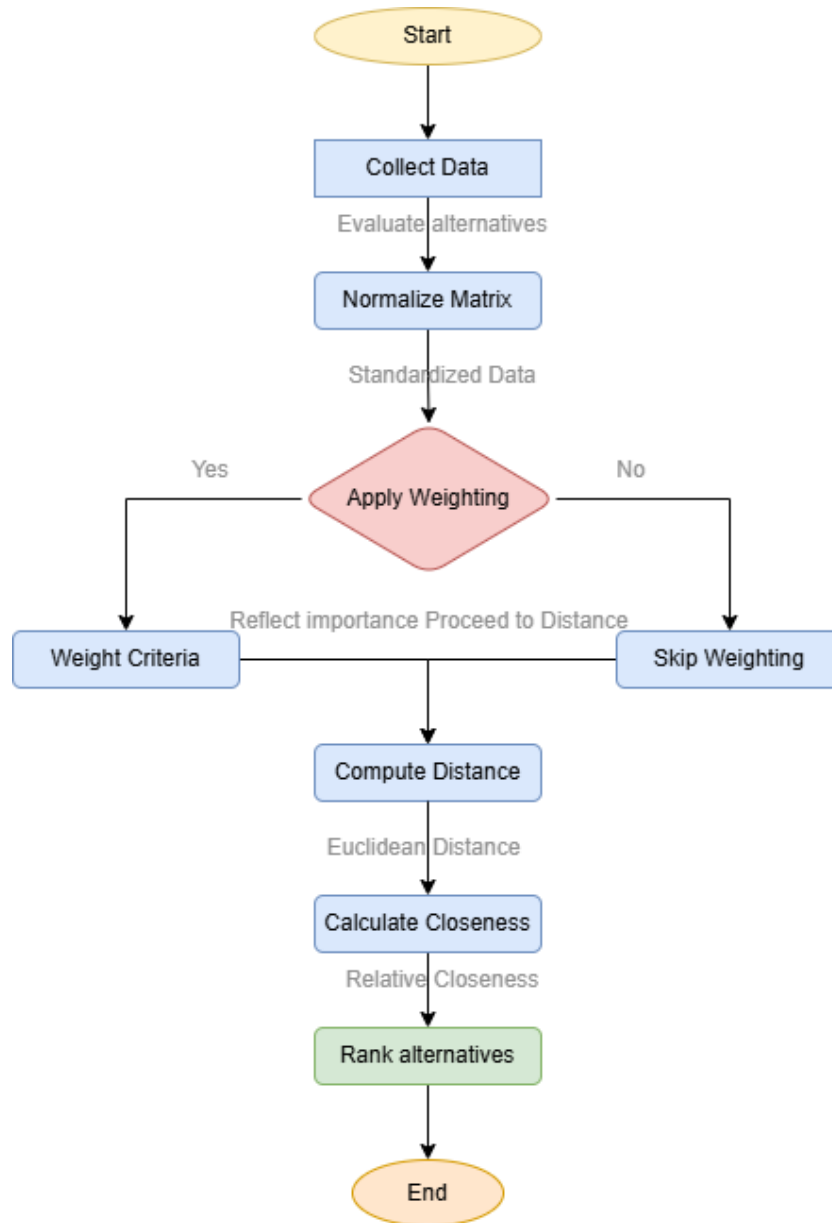 Start
Collect Data
Evaluate alternatives
Normalize Matrix
Standardized Data
Yes
No
Apply Weighting
Reflect importance Proceed to Distance
Weight Criteria
Skip Weighting
Compute Distance
Euclidean Distance
Calculate Closeness
Relative Closeness
Rank alternatives
End